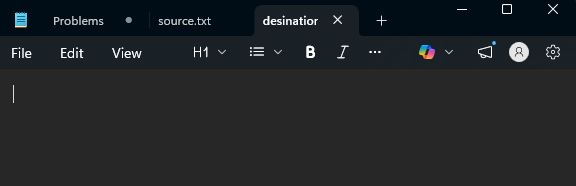 Problems source.txt desinatior
File Edit View H1 B I ...